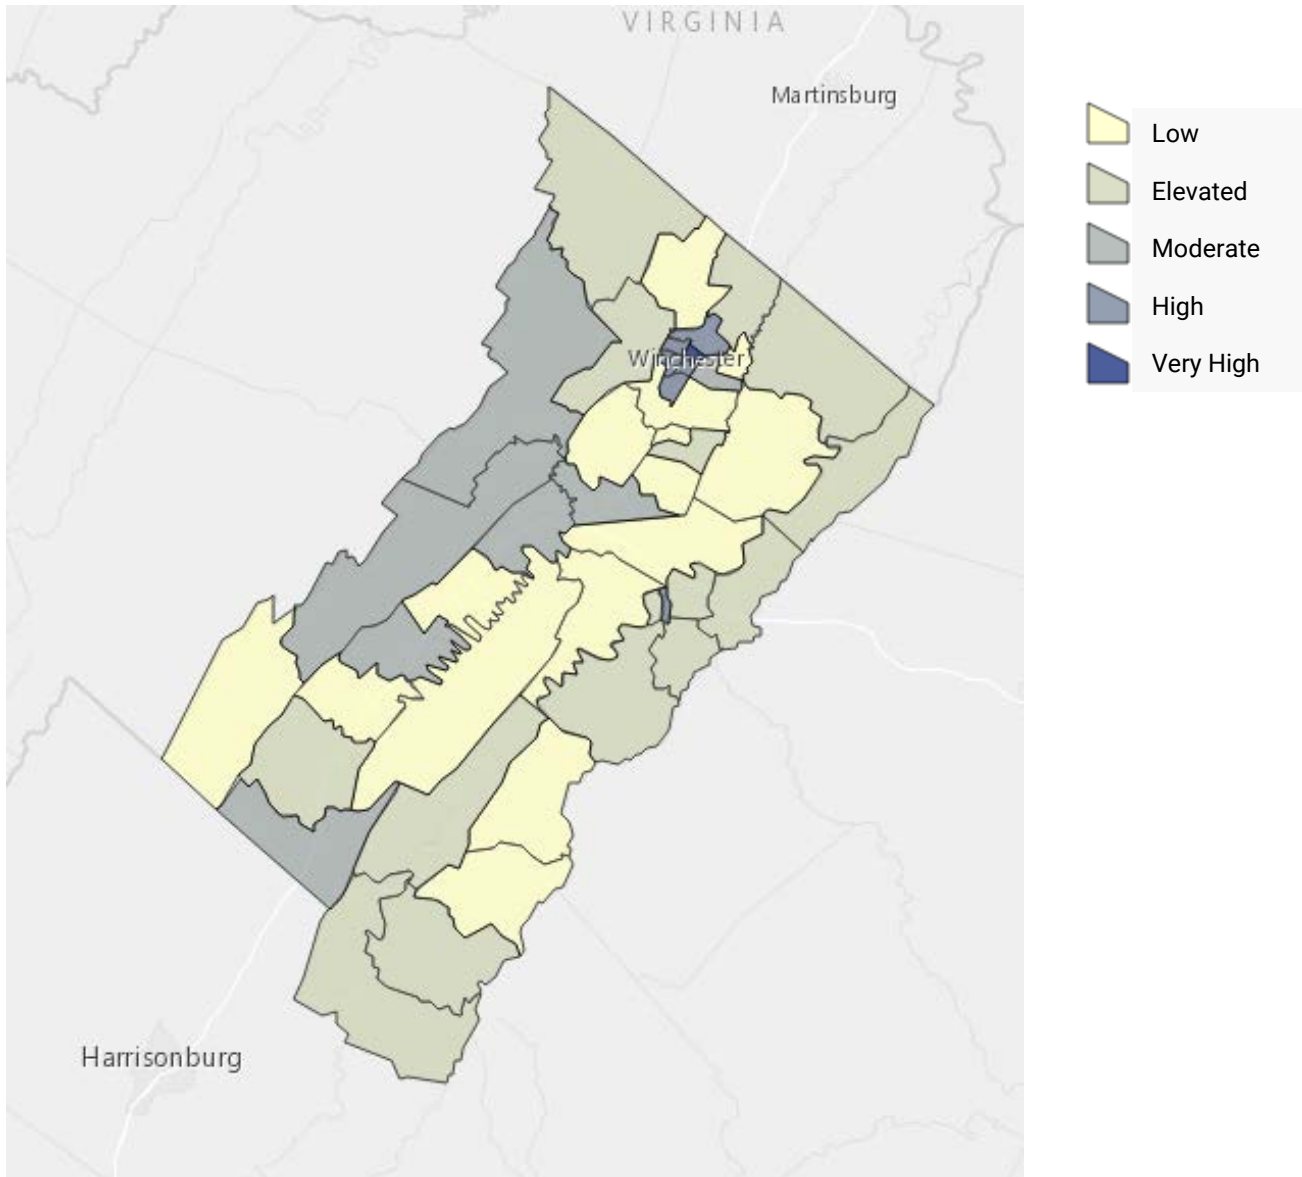 VIRGINIA
Martinsburg
Low
Elevated
Moderate
High
Winchester
Very High
Harrisonburg